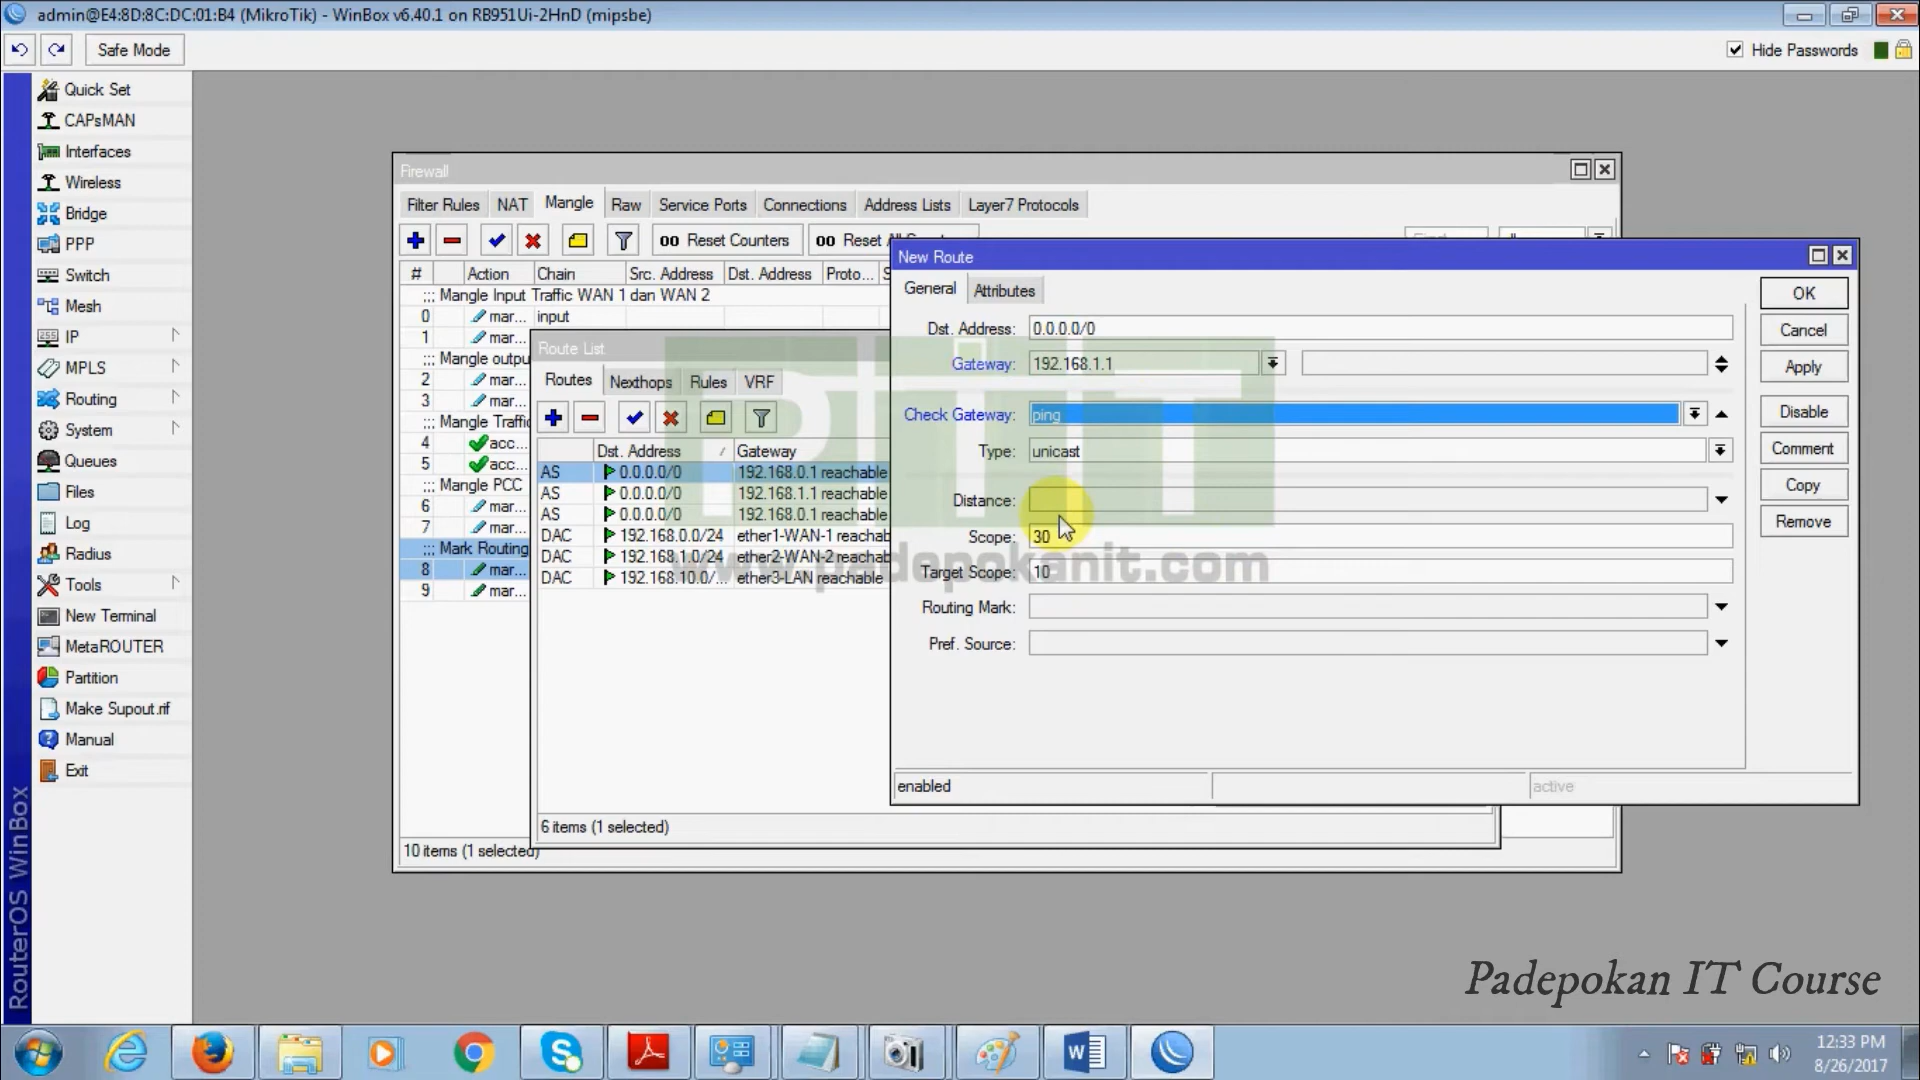 admin@E4:8D:8C:DC:01:B4 (MikroTik) - WinBox v6.40.1 on RB951Ui-2HnD (mipsbe)
Safe Mode
Hide Passwords
Quick Set
CAPsMAN
Interfaces
Wireless
Bridge
PPP
Switch
Mesh
IP
MPLS
Routing
System
Queues
Files
Log
Radius
Tools
New Terminal
MetaROUTER
Partition
Make Supout.rif
Manual
Exit
RouterOS WinBox
Firewall
Filter Rules NAT Mangle Raw Service Ports Connections Address Lists Layer7 Protocols
00 Reset Counters 00 Reset
# Action Chain Src. Address Dst. Address Proto...
;;; Mangle Input Traffic WAN 1 dan WAN 2
0 mar... input
1 mar...
;;; Mangle outpu
2 mar...
3 mar...
;;; Mangle Traffic
4 acc...
5 acc...
;;; Mangle PCC
6 mar...
7 mar...
;;; Mark Routing
8 mar...
9 mar...
10 items (1 selected)
Route List
Routes Nexthops Rules VRF
Dst. Address / Gateway
AS 0.0.0.0/0 192.168.0.1 reachable
AS 0.0.0.0/0 192.168.1.1 reachable
AS 0.0.0.0/0 192.168.0.1 reachable
DAC 192.168.0.0/24 ether1-WAN-1 reachab
DAC 192.168.1.0/24 ether2-WAN-2 reachab
DAC 192.168.10.0/... ether3-LAN reachable
6 items (1 selected)
New Route
General Attributes
Dst. Address: 0.0.0.0/0
Gateway: 192.168.1.1
Check Gateway: ping
Type: unicast
Distance:
Scope: 30
Target Scope: 10
Routing Mark:
Pref. Source:
enabled
active
OK
Cancel
Apply
Disable
Comment
Copy
Remove
PIIT
www.padepokanit.com
Padepokan IT Course
12:33 PM
8/26/2017